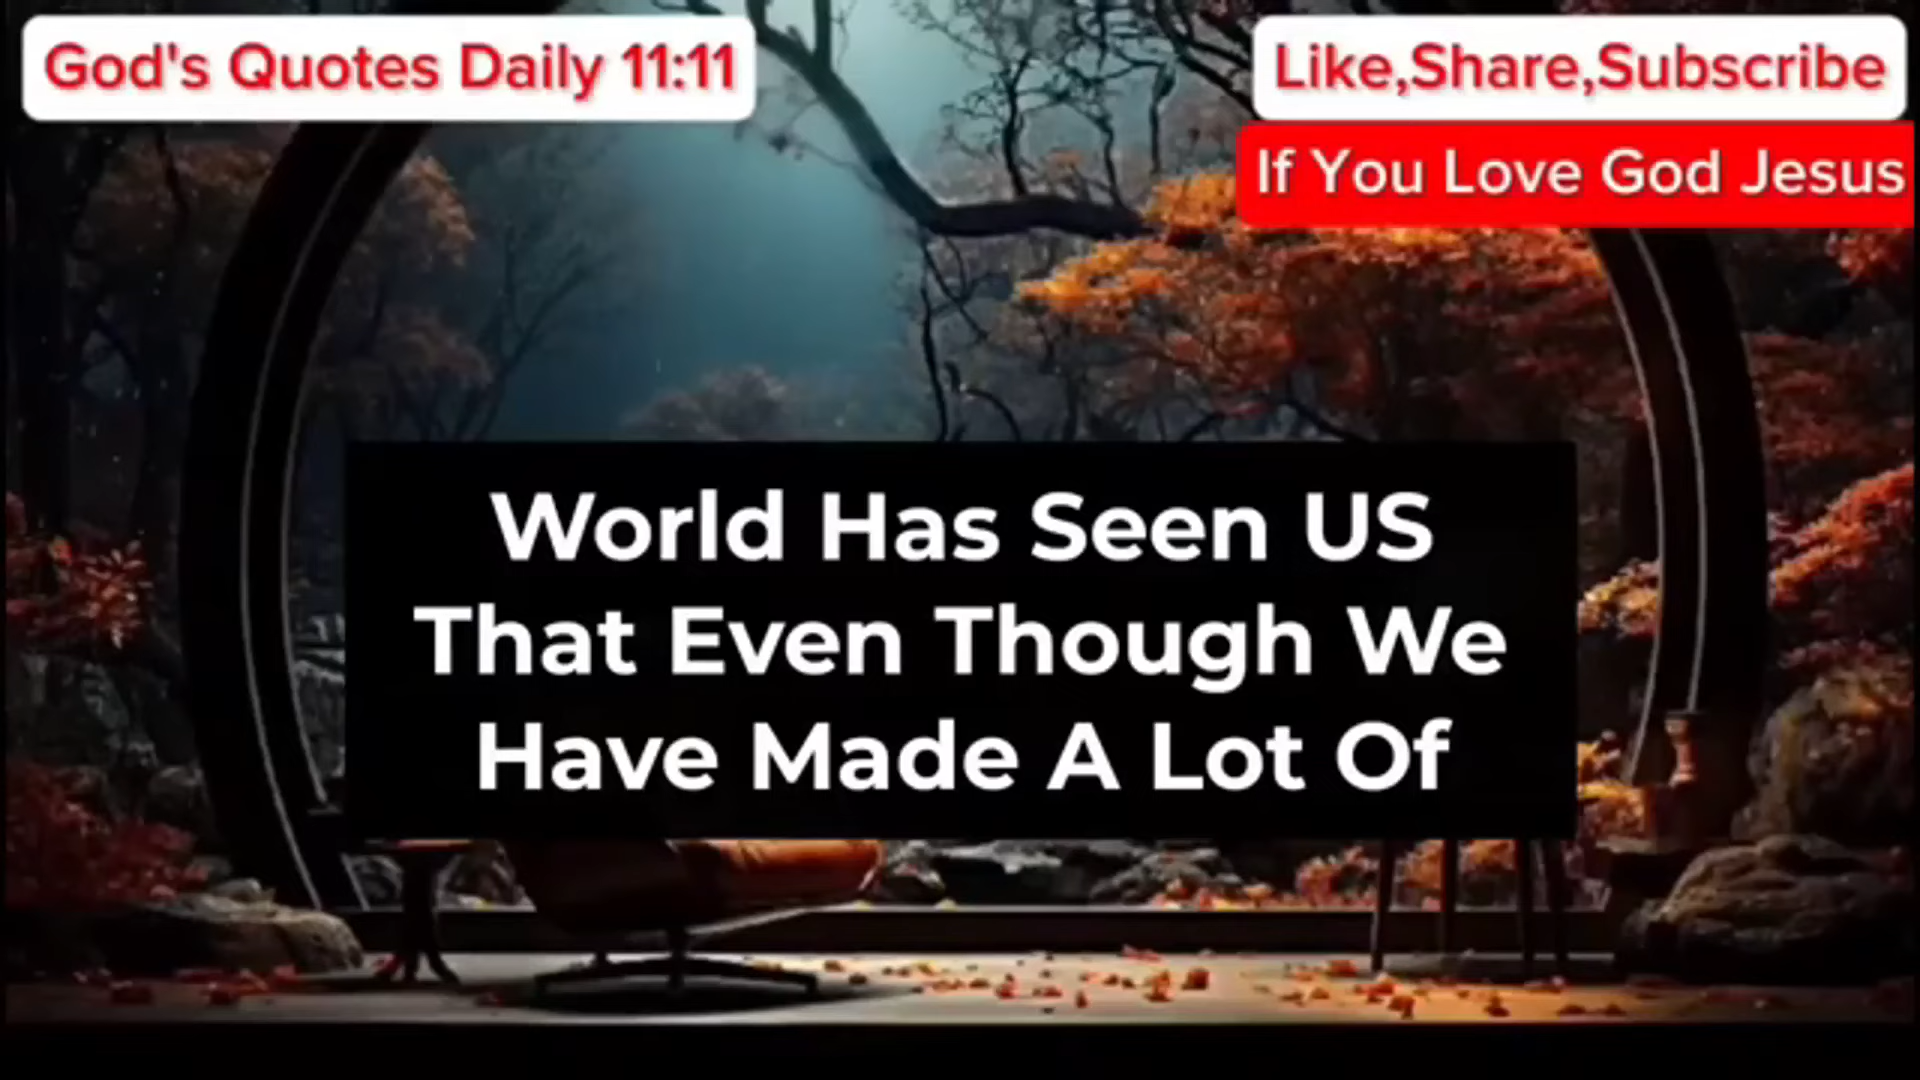 God's Quotes Daily 11:11
Like,Share,Subscribe
If You Love God Jesus
World Has Seen US
That Even Though We
Have Made A Lot Of